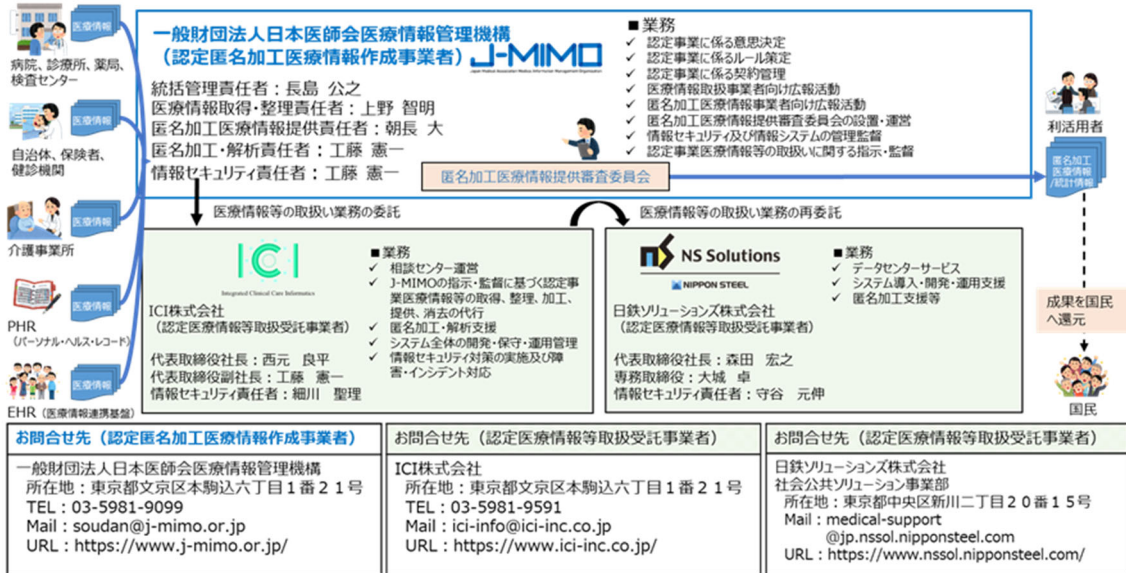 医療情報
病院、診療所、薬局、
検査センター
医療情報
自治体、保険者、
健診機関
医療情報
介護事業所
医療情報
PHR
（パーソナル・ヘルス・レコード）
医療情報
EHR（医療情報連携基盤）
一般財団法人日本医師会医療情報管理機構
（認定匿名加工医療情報作成事業者）
J-MIMO
Japan Medical Association Medical Information Management Organization
統括管理責任者：長島 公之
医療情報取得・整理責任者：上野 智明
匿名加工医療情報提供責任者：朝長 大
匿名加工・解析責任者：工藤 憲一
情報セキュリティ責任者：工藤 憲一
■業務
✓ 認定事業に係る意思決定
✓ 認定事業に係るルール策定
✓ 認定事業に係る契約管理
✓ 医療情報取扱事業者向け広報活動
✓ 匿名加工医療情報事業者向け広報活動
✓ 匿名加工医療情報提供審査委員会の設置・運営
✓ 情報セキュリティ及び情報システムの管理監督
✓ 認定事業医療情報等の取扱いに関する指示・監督
匿名加工医療情報提供審査委員会
利活用者
匿名加工
医療情報
/統計情報
成果を国民
へ還元
国民
医療情報等の取扱い業務の委託
医療情報等の取扱い業務の再委託
ICI
Integrated Clinical Care Informatics
ICI株式会社
（認定医療情報等取扱受託事業者）
代表取締役社長：西元 良平
代表取締役副社長：工藤 憲一
情報セキュリティ責任者：細川 聖理
■業務
✓ 相談センター運営
✓ J-MIMOの指示・監督に基づく認定事
業医療情報等の取得、整理、加工、
提供、消去の代行
✓ 匿名加工・解析支援
✓ システム全体の開発・保守・運用管理
✓ 情報セキュリティ対策の実施及び障
害・インシデント対応
NS Solutions
NIPPON STEEL
日鉄ソリューションズ株式会社
（認定医療情報等取扱受託事業者）
代表取締役社長：森田 宏之
専務取締役：大城 卓
情報セキュリティ責任者：守谷 元伸
■業務
✓ データセンターサービス
✓ システム導入・開発・運用支援
✓ 匿名加工支援等
お問合せ先（認定匿名加工医療情報作成事業者）
一般財団法人日本医師会医療情報管理機構
所在地：東京都文京区本駒込六丁目１番２１号
TEL：03-5981-9099
Mail：soudan@j-mimo.or.jp
URL：https://www.j-mimo.or.jp/
お問合せ先（認定医療情報等取扱受託事業者）
ICI株式会社
所在地：東京都文京区本駒込六丁目１番２１号
TEL：03-5981-9591
Mail：ici-info@ici-inc.co.jp
URL：https://www.ici-inc.co.jp/
お問合せ先（認定医療情報等取扱受託事業者）
日鉄ソリューションズ株式会社
社会公共ソリューション事業部
所在地：東京都中央区新川二丁目２０番１５号
Mail：medical-support
@jp.nssol.nipponsteel.com
URL：https://www.nssol.nipponsteel.com/